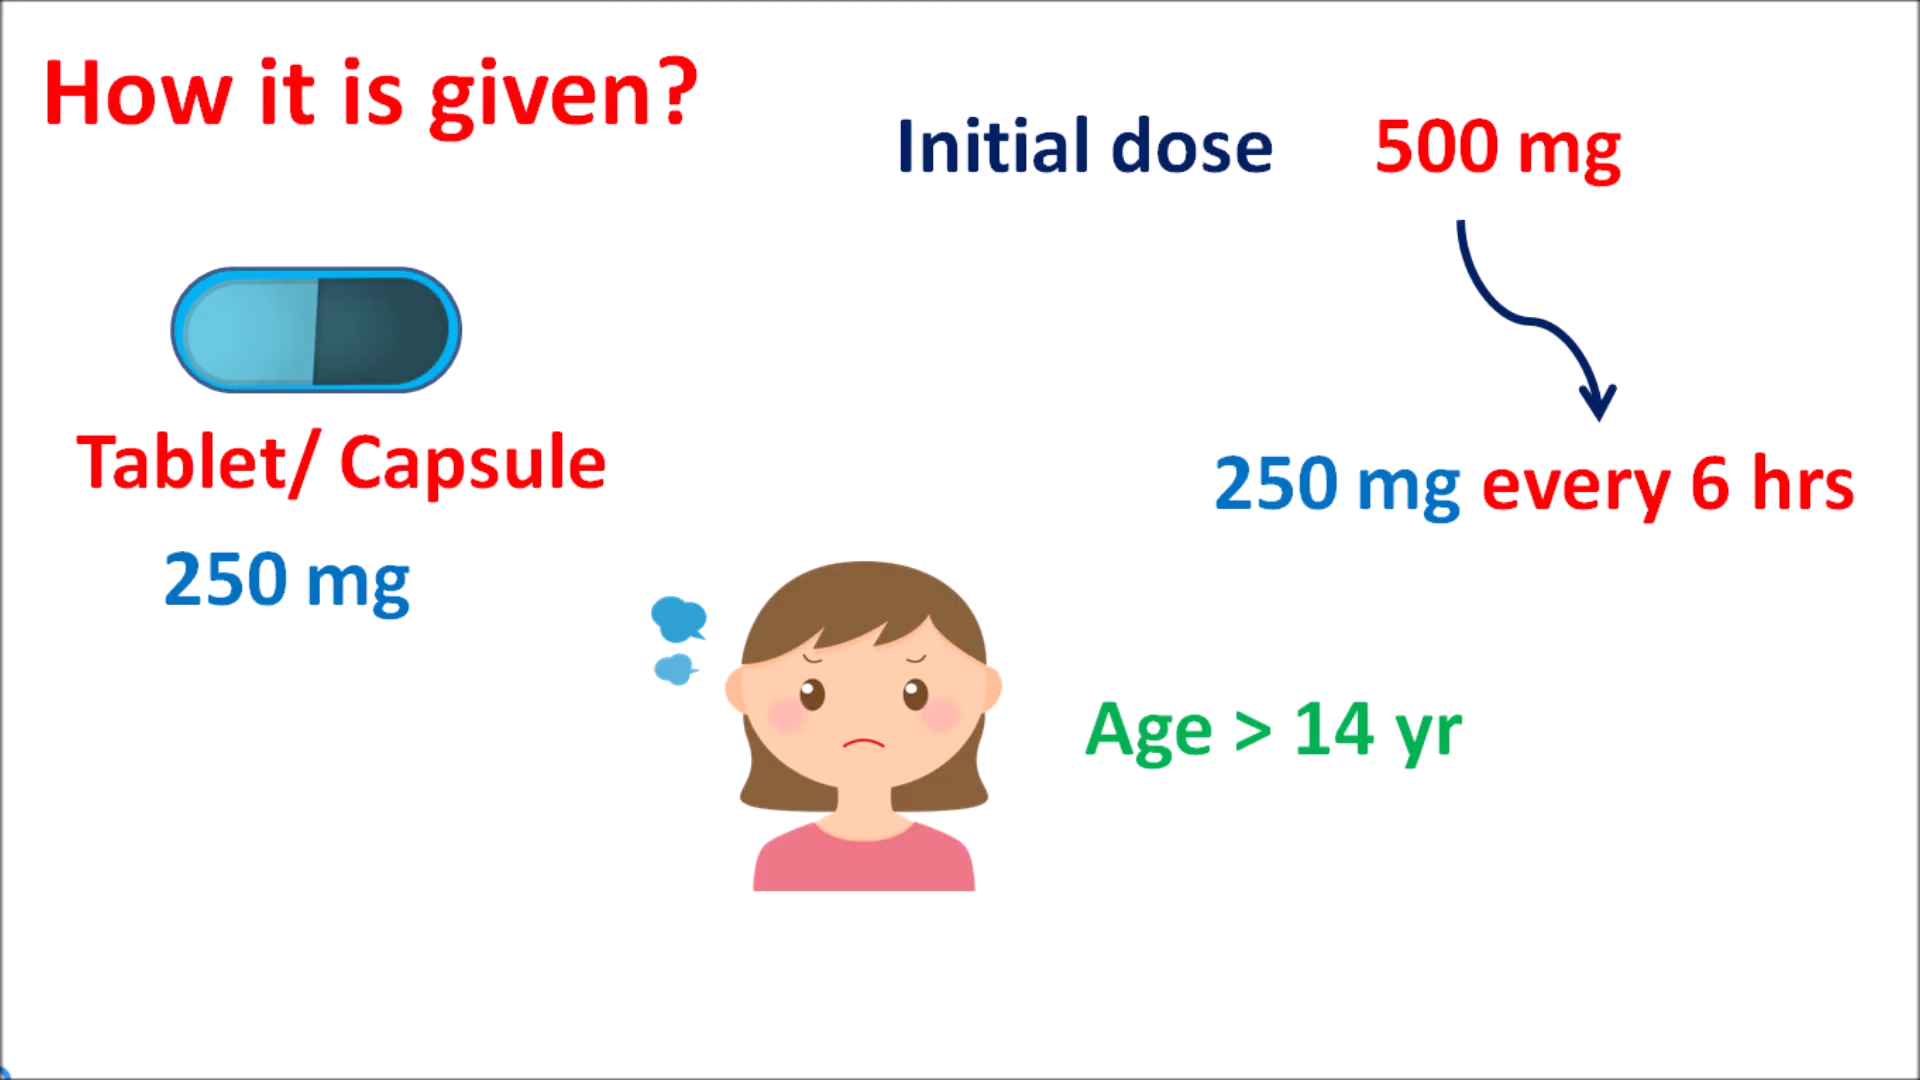 How it is given?
Initial dose 500 mg
Tablet/ Capsule
250 mg
250 mg every 6 hrs
Age > 14 yr